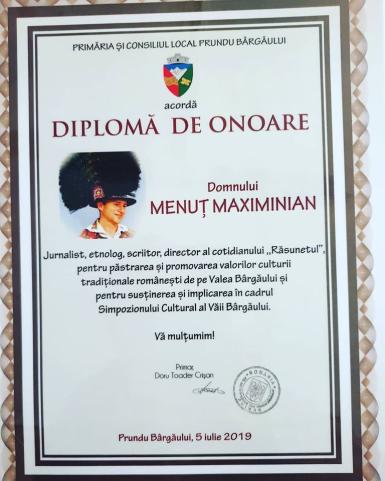 PRIMĂRIA ȘI CONSILIUL LOCAL PRUNDU BÂRGĂULUI
acordă
DIPLOMĂ DE ONOARE
Domnului
MENUȚ MAXIMINIAN
Jurnalist, etnolog, scriitor, director al cotidianului „Răsunetul”,
pentru păstrarea și promovarea valorilor culturii
tradiționale românești de pe Valea Bârgăului și
pentru susținerea și implicarea în cadrul
Simpozionului Cultural al Văii Bârgăului.
Vă mulțumim!
Primar,
Doru Toader Crișan
ROMANIA
Prundu Bârgăului, 5 iulie 2019